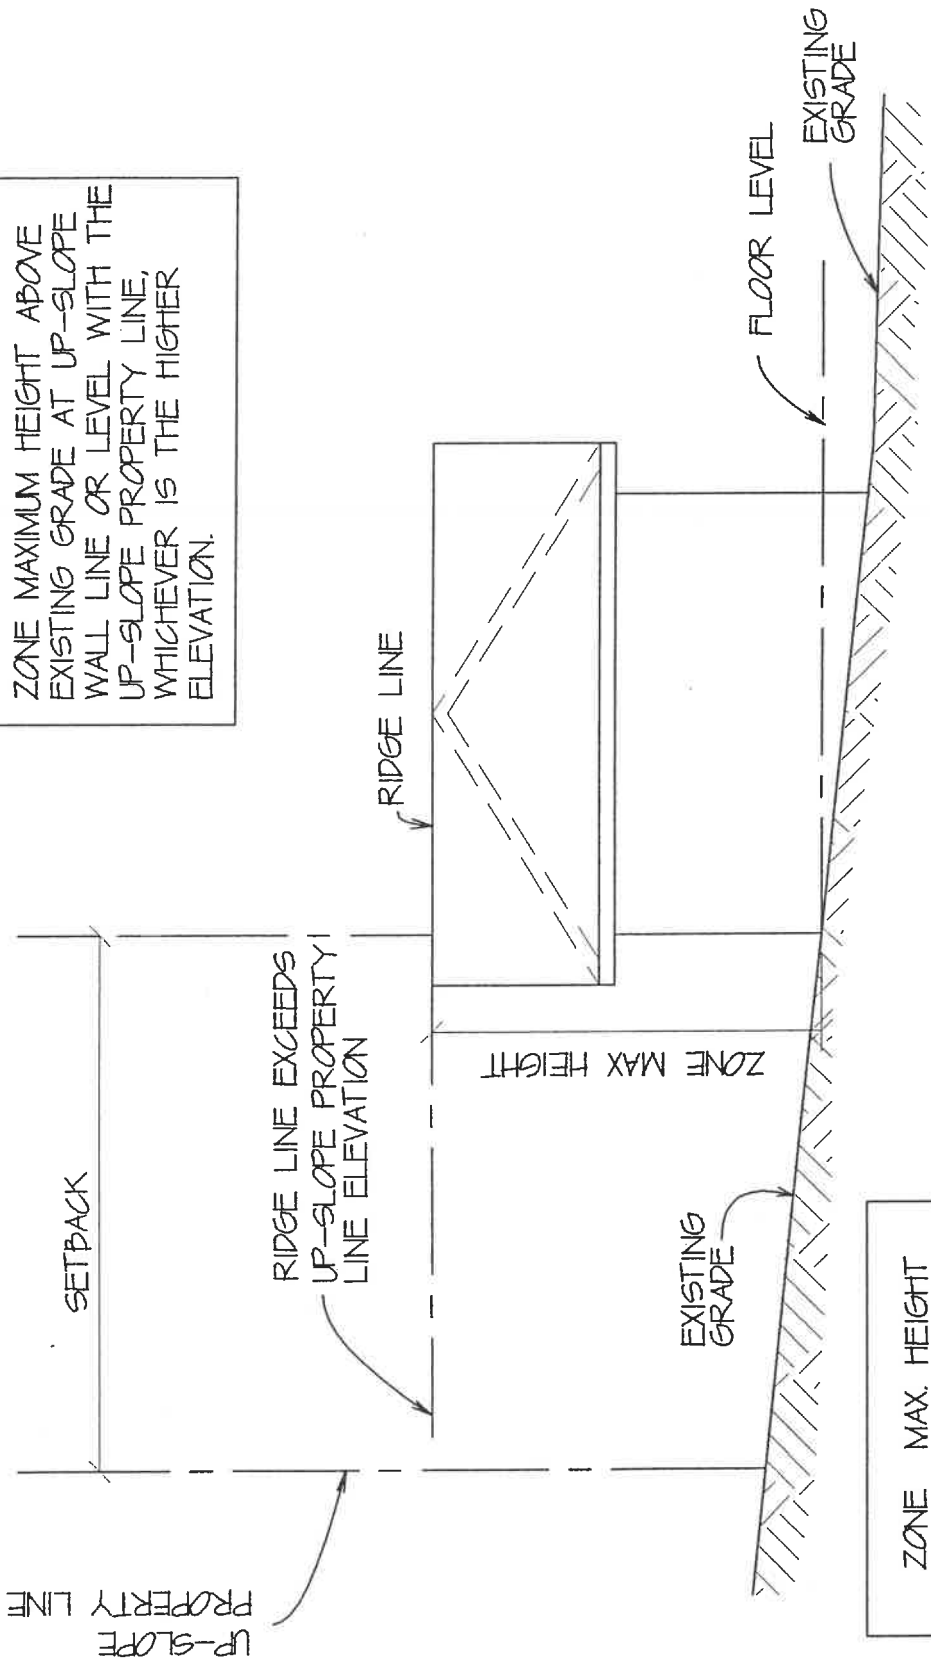 ZONE MAXIMUM HEIGHT ABOVE
EXISTING GRADE AT UP-SLOPE
WALL LINE OR LEVEL WITH THE
UP-SLOPE PROPERTY LINE,
WHICHEVER IS THE HIGHER
ELEVATION.
SETBACK
UP-SLOPE
PROPERTY LINE
RIDGE LINE EXCEEDS
UP-SLOPE PROPERTY
LINE ELEVATION
RIDGE LINE
ZONE MAX HEIGHT
FLOOR LEVEL
EXISTING
GRADE
EXISTING
GRADE
ZONE MAX. HEIGHT